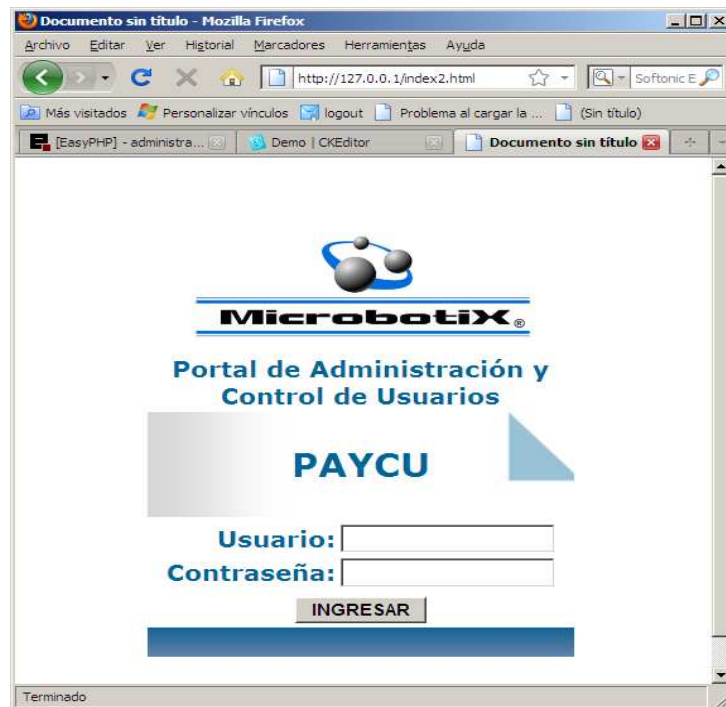 Documento sin título - Mozilla Firefox
Archivo Editar Ver Historial Marcadores Herramientas Ayuda
http://127.0.0.1/index2.html Softonic E
Más visitados Personalizar vínculos logout Problema al cargar la ... (Sin título)
[EasyPHP] - administra... Demo | CKEditor Documento sin título
MicrobotiX®
Portal de Administración y
Control de Usuarios
PAYCU
Usuario:
Contraseña:
INGRESAR
Terminado